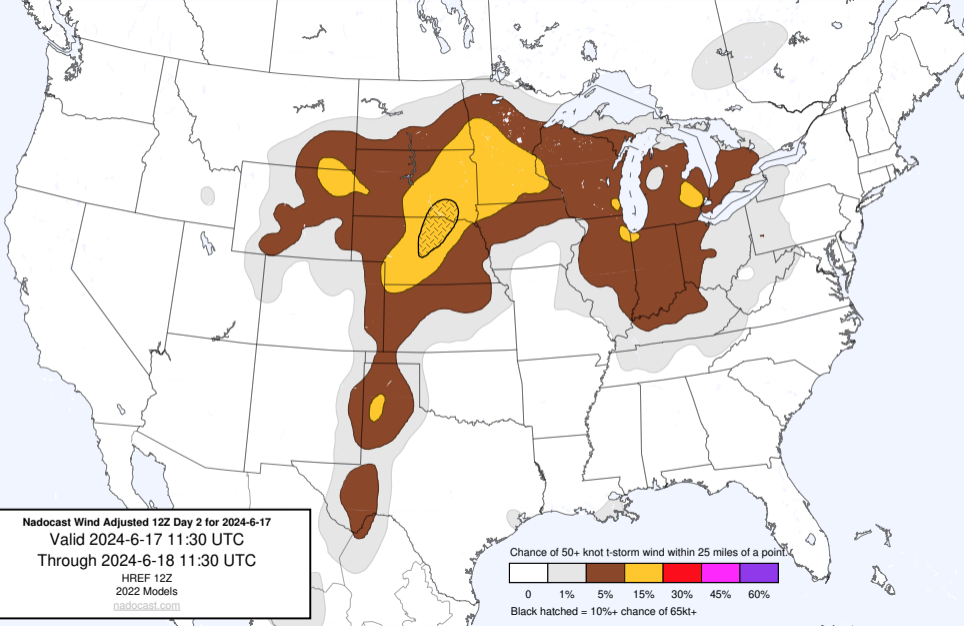 Nadocast Wind Adjusted 12Z Day 2 for 2024-6-17
Valid 2024-6-17 11:30 UTC
Through 2024-6-18 11:30 UTC
HREF 12Z
2022 Models
nadocast.com
Chance of 50+ knot t-storm wind within 25 miles of a point.
0 1% 5% 15% 30% 45% 60%
Black hatched = 10%+ chance of 65kt+